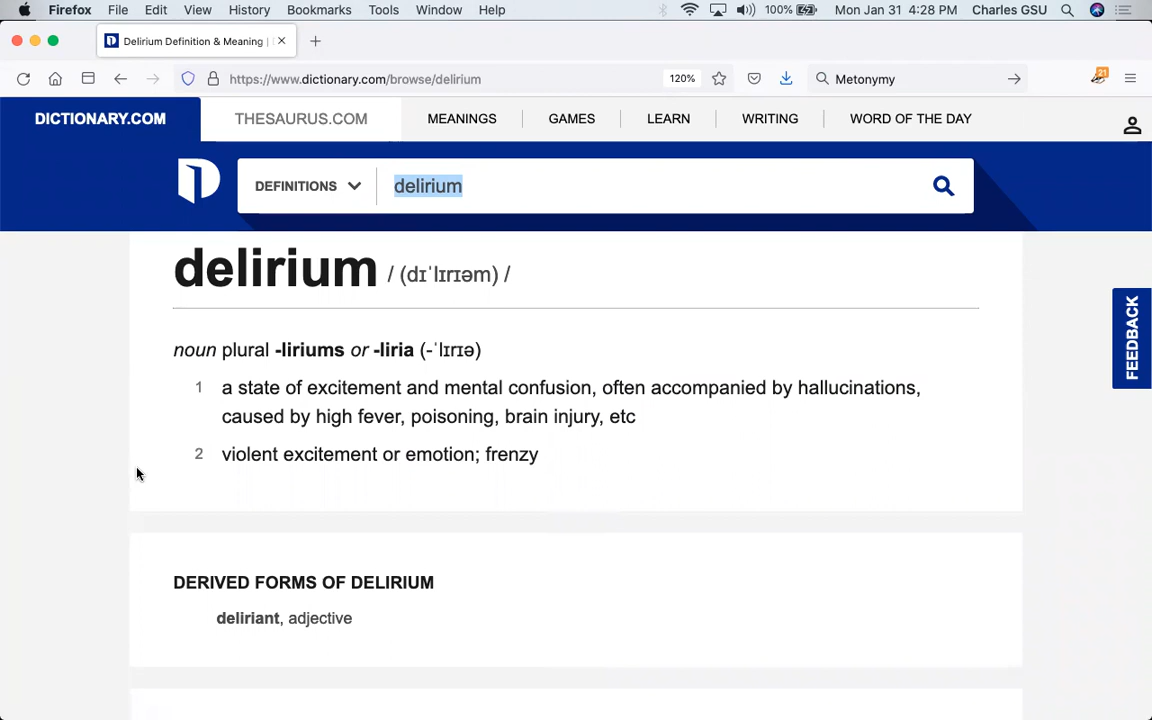 Firefox File Edit View History Bookmarks Tools Window Help 100% Mon Jan 31 4:28 PM Charles GSU
Delirium Definition & Meaning |
https://www.dictionary.com/browse/delirium 120% Metonymy 21
DICTIONARY.COM THESAURUS.COM MEANINGS GAMES LEARN WRITING WORD OF THE DAY
DEFINITIONS delirium
delirium / (dɪˈlɪrɪəm) /
noun plural -liriums or -liria (-ˈlɪrɪə)
1 a state of excitement and mental confusion, often accompanied by hallucinations,
caused by high fever, poisoning, brain injury, etc
2 violent excitement or emotion; frenzy
DERIVED FORMS OF DELIRIUM
deliriant, adjective
FEEDBACK